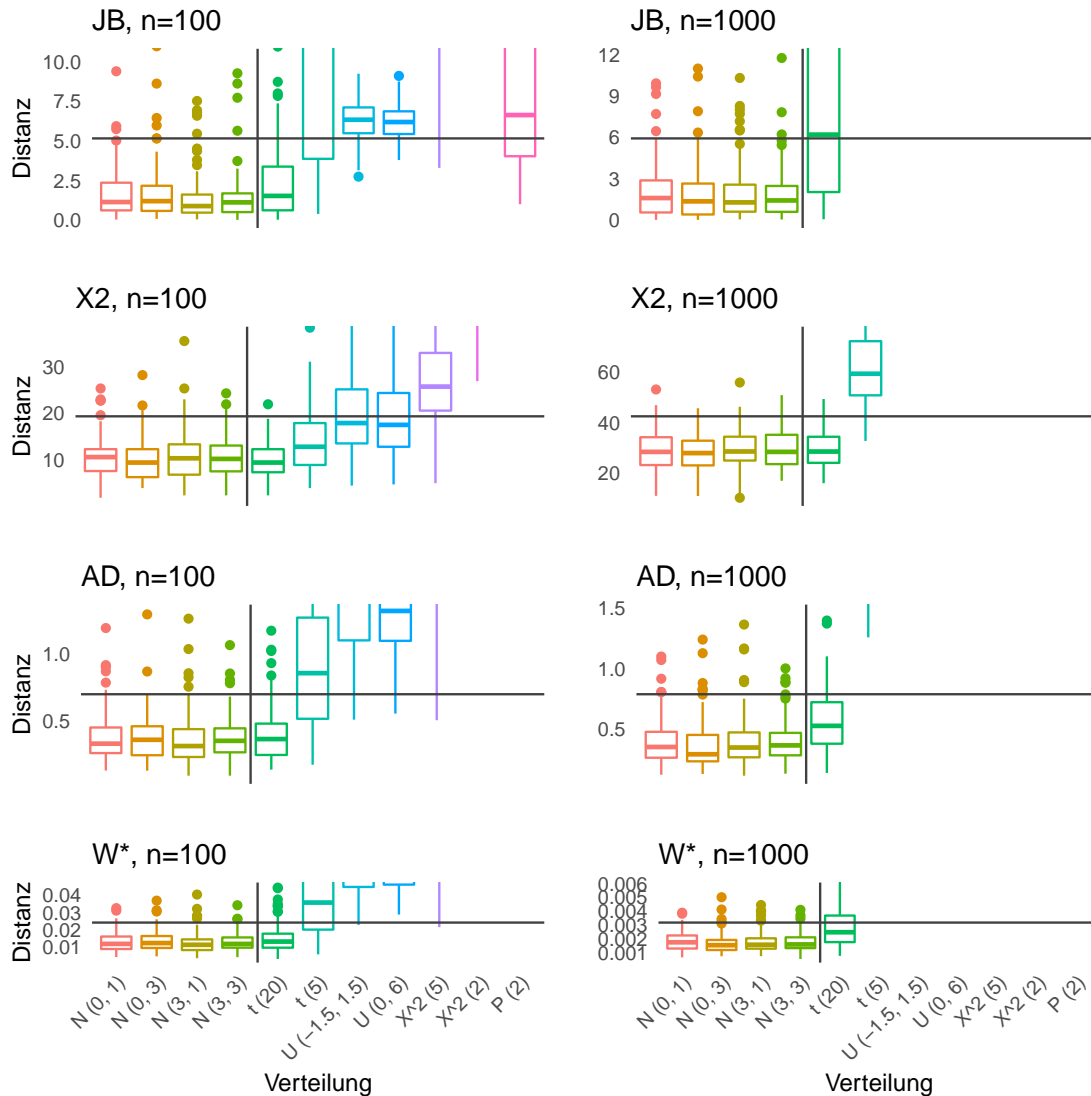 JB, n=100
Distanz
10.0
7.5
5.0
2.5
0.0
JB, n=1000
12
9
6
3
0
X2, n=100
Distanz
30
20
10
X2, n=1000
60
40
20
AD, n=100
Distanz
1.0
0.5
AD, n=1000
1.5
1.0
0.5
W*, n=100
Distanz
0.04
0.03
0.02
0.01
N (0, 1)
N (0, 3)
N (3, 1)
N (3, 3)
t (20)
t (5)
U (−1.5, 1.5)
U (0, 6)
X^2 (5)
X^2 (2)
P (2)
Verteilung
W*, n=1000
0.006
0.005
0.004
0.003
0.002
0.001
N (0, 1)
N (0, 3)
N (3, 1)
N (3, 3)
t (20)
t (5)
U (−1.5, 1.5)
U (0, 6)
X^2 (5)
X^2 (2)
P (2)
Verteilung